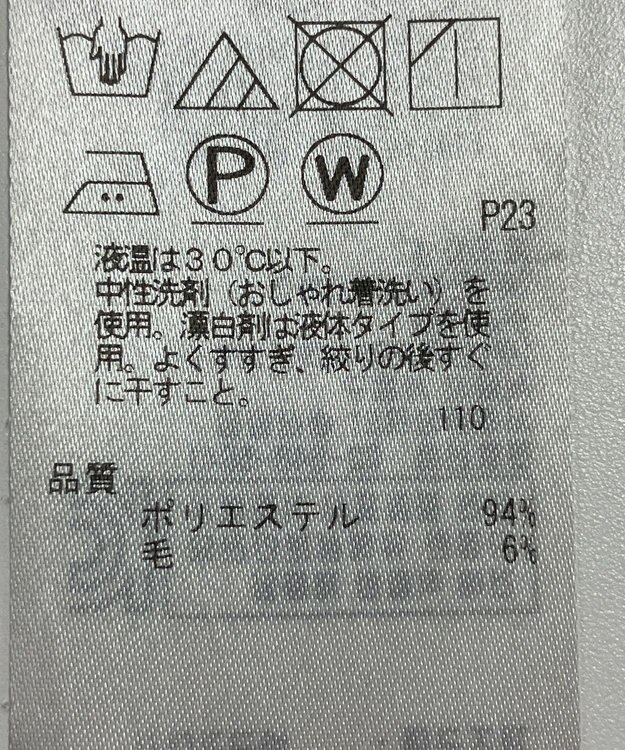 P W
P23
液温は30℃以下。
中性洗剤（おしゃれ着洗い）を
使用。漂白剤は液体タイプを使
用。よくすすぎ、絞りの後すぐ
に干すこと。
110
品質
ポリエステル 94%
毛 6%